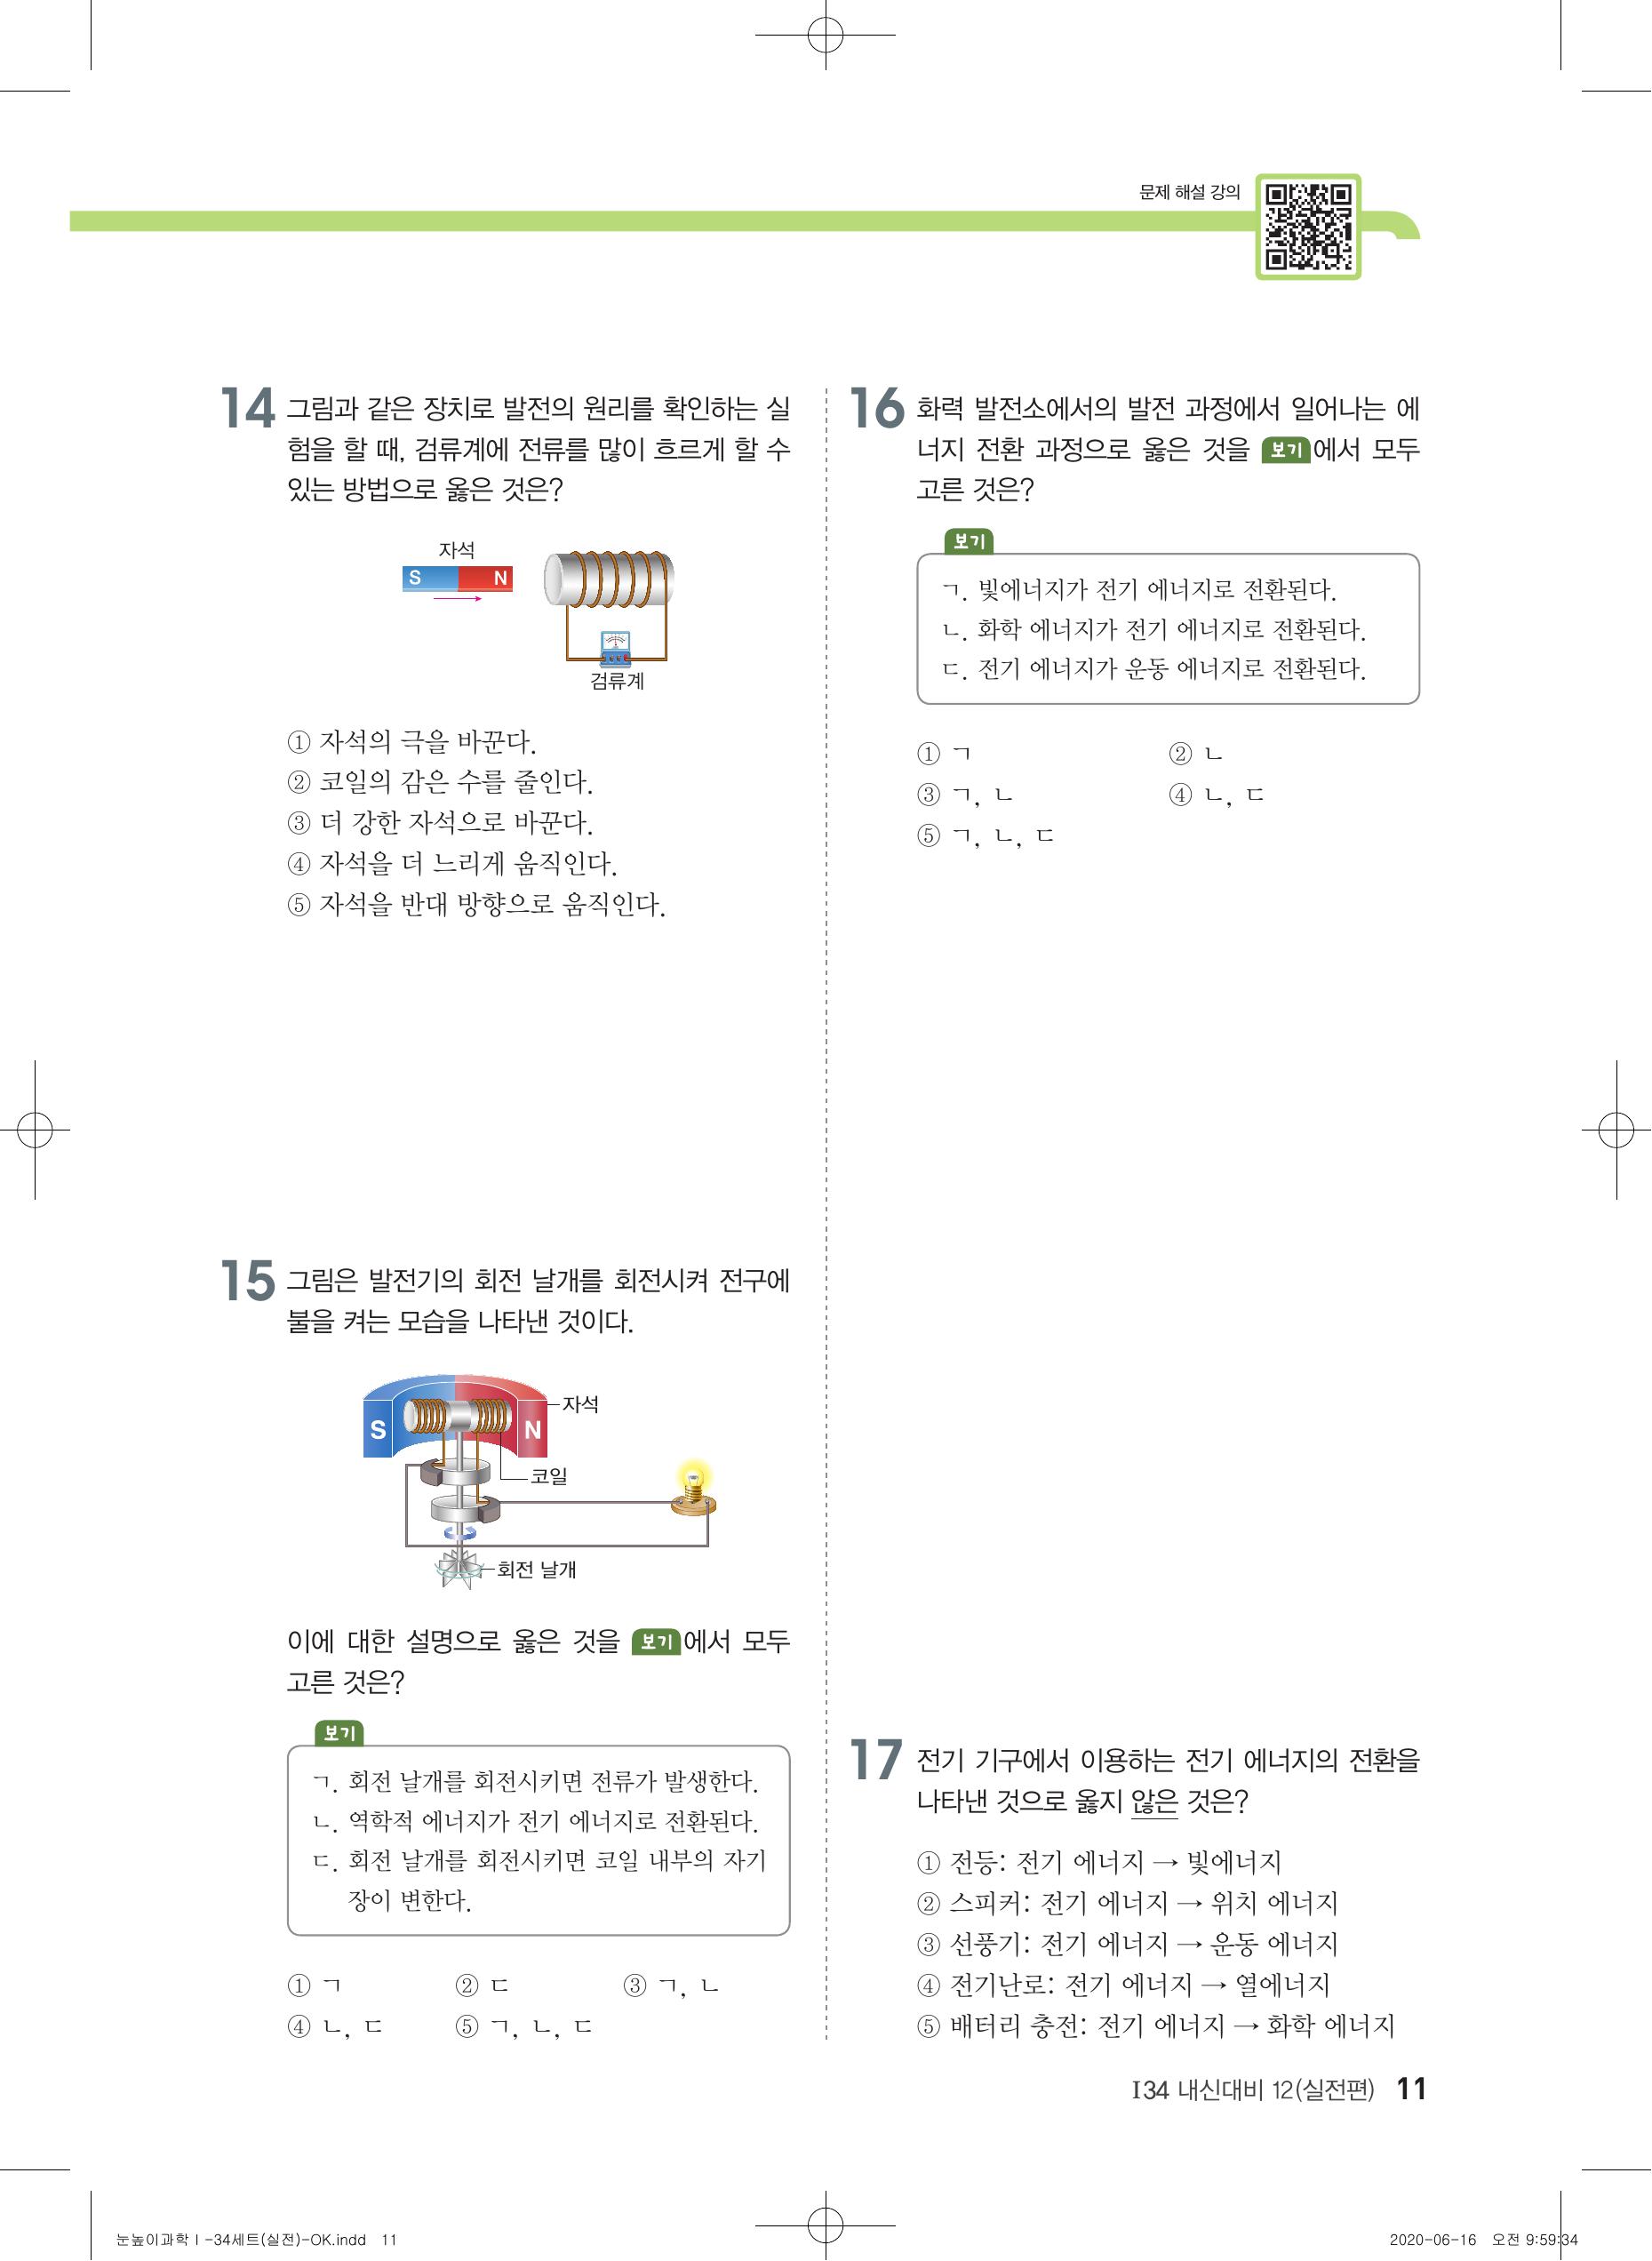 문제 해설 강의
14 그림과 같은 장치로 발전의 원리를 확인하는 실
험을 할 때, 검류계에 전류를 많이 흐르게 할 수
있는 방법으로 옳은 것은?
자석
S N
검류계
① 자석의 극을 바꾼다.
② 코일의 감은 수를 줄인다.
③ 더 강한 자석으로 바꾼다.
④ 자석을 더 느리게 움직인다.
⑤ 자석을 반대 방향으로 움직인다.
15 그림은 발전기의 회전 날개를 회전시켜 전구에
불을 켜는 모습을 나타낸 것이다.
자석
S N
코일
회전 날개
이에 대한 설명으로 옳은 것을 보기에서 모두
고른 것은?
보기
ㄱ. 회전 날개를 회전시키면 전류가 발생한다.
ㄴ. 역학적 에너지가 전기 에너지로 전환된다.
ㄷ. 회전 날개를 회전시키면 코일 내부의 자기
장이 변한다.
① ㄱ ② ㄷ ③ ㄱ, ㄴ
④ ㄴ, ㄷ ⑤ ㄱ, ㄴ, ㄷ
16 화력 발전소에서의 발전 과정에서 일어나는 에
너지 전환 과정으로 옳은 것을 보기에서 모두
고른 것은?
보기
ㄱ. 빛에너지가 전기 에너지로 전환된다.
ㄴ. 화학 에너지가 전기 에너지로 전환된다.
ㄷ. 전기 에너지가 운동 에너지로 전환된다.
① ㄱ ② ㄴ
③ ㄱ, ㄴ ④ ㄴ, ㄷ
⑤ ㄱ, ㄴ, ㄷ
17 전기 기구에서 이용하는 전기 에너지의 전환을
나타낸 것으로 옳지 않은 것은?
① 전등: 전기 에너지 → 빛에너지
② 스피커: 전기 에너지 → 위치 에너지
③ 선풍기: 전기 에너지 → 운동 에너지
④ 전기난로: 전기 에너지 → 열에너지
⑤ 배터리 충전: 전기 에너지 → 화학 에너지
I34 내신대비 12(실전편) 11
눈높이과학 I -34세트(실전)-OK.indd 11
2020-06-16 오전 9:59:34